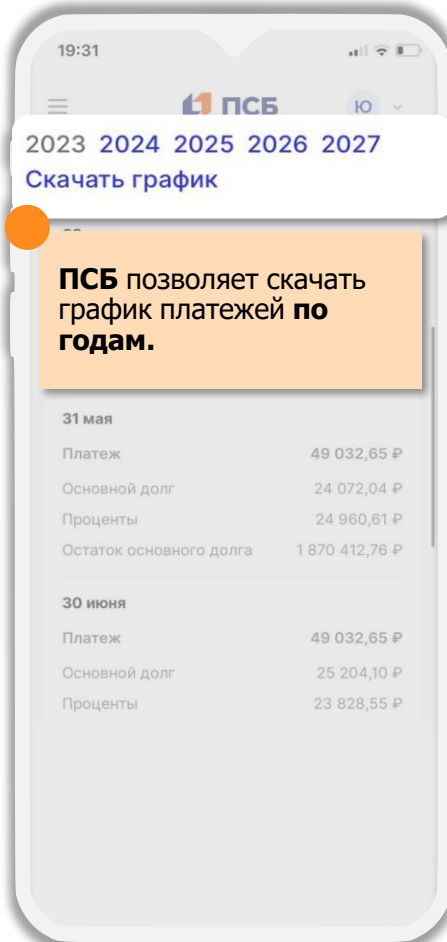 19:31
ПСБ
Ю
2023 2024 2025 2026 2027
Скачать график
ПСБ позволяет скачать
график платежей по
годам.
31 мая
Платеж 49 032,65 ₽
Основной долг 24 072,04 ₽
Проценты 24 960,61 ₽
Остаток основного долга 1 870 412,76 ₽
30 июня
Платеж 49 032,65 ₽
Основной долг 25 204,10 ₽
Проценты 23 828,55 ₽